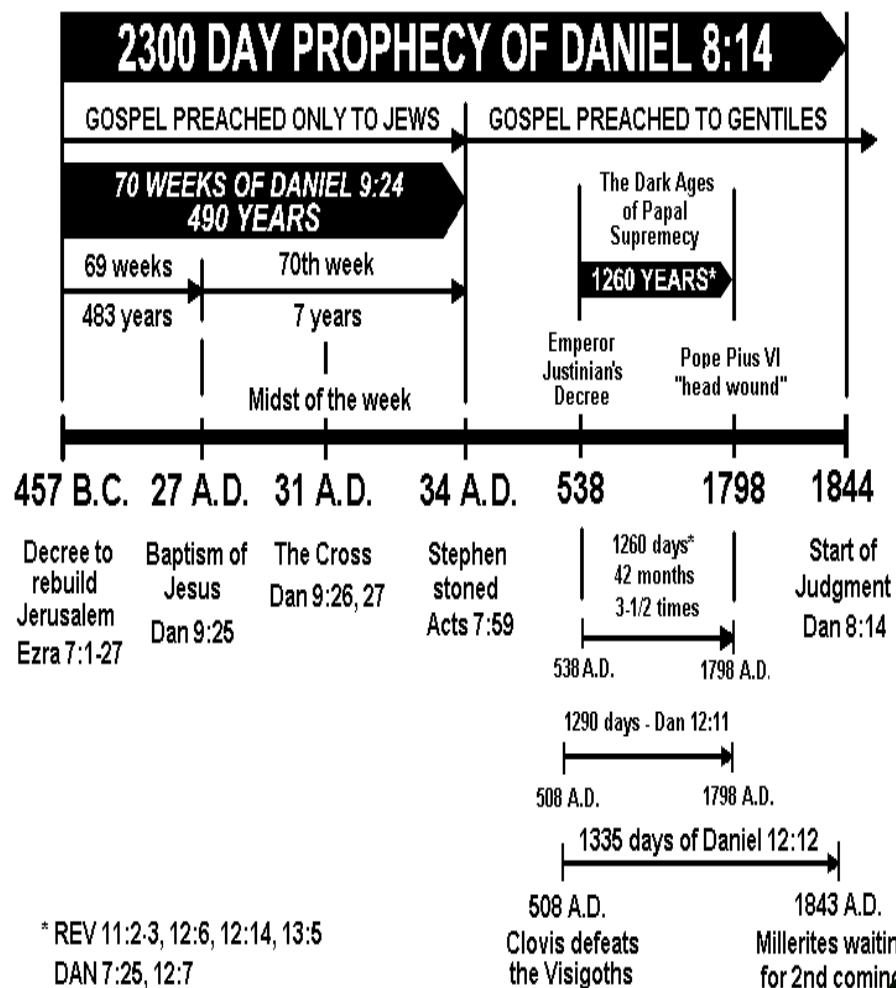 2300 DAY PROPHECY OF DANIEL 8:14
GOSPEL PREACHED ONLY TO JEWS
GOSPEL PREACHED TO GENTILES
70 WEEKS OF DANIEL 9:24
490 YEARS
69 weeks
483 years
70th week
7 years
Midst of the week
The Dark Ages
of Papal
Supremecy
1260 YEARS*
Emperor
Justinian's
Decree
Pope Pius VI
"head wound"
457 B.C.
Decree to
rebuild
Jerusalem
Ezra 7:1-27
27 A.D.
Baptism of
Jesus
Dan 9:25
31 A.D.
The Cross
Dan 9:26, 27
34 A.D.
Stephen
stoned
Acts 7:59
538
1798
1844
Start of
Judgment
Dan 8:14
1260 days*
42 months
3-1/2 times
538 A.D.
1798 A.D.
1290 days - Dan 12:11
508 A.D.
1798 A.D.
1335 days of Daniel 12:12
508 A.D.
Clovis defeats
the Visigoths
1843 A.D.
Millerites waitin
for 2nd comine
* REV 11:2-3, 12:6, 12:14, 13:5
DAN 7:25, 12:7